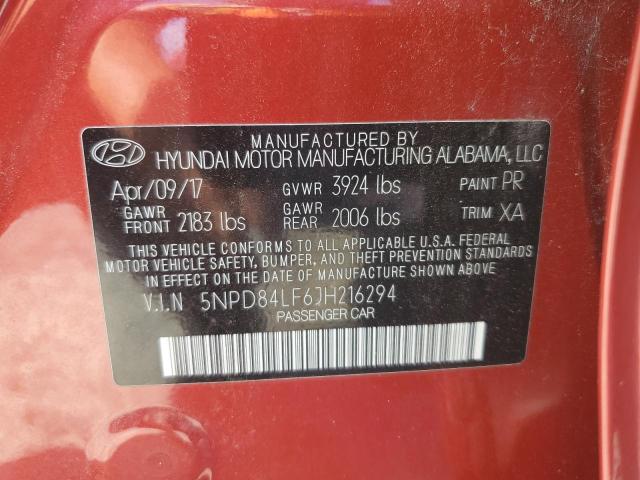 MANUFACTURED BY
HYUNDAI MOTOR MANUFACTURING ALABAMA, LLC
Apr/09/17 GVWR 3924 lbs PAINT PR
GAWR FRONT 2183 lbs GAWR REAR 2006 lbs TRIM XA
THIS VEHICLE CONFORMS TO ALL APPLICABLE U.S.A. FEDERAL
MOTOR VEHICLE SAFETY, BUMPER, AND THEFT PREVENTION STANDARDS
IN EFFECT ON THE DATE OF MANUFACTURE SHOWN ABOVE.
V.I.N 5NPD84LF6JH216294
PASSENGER CAR